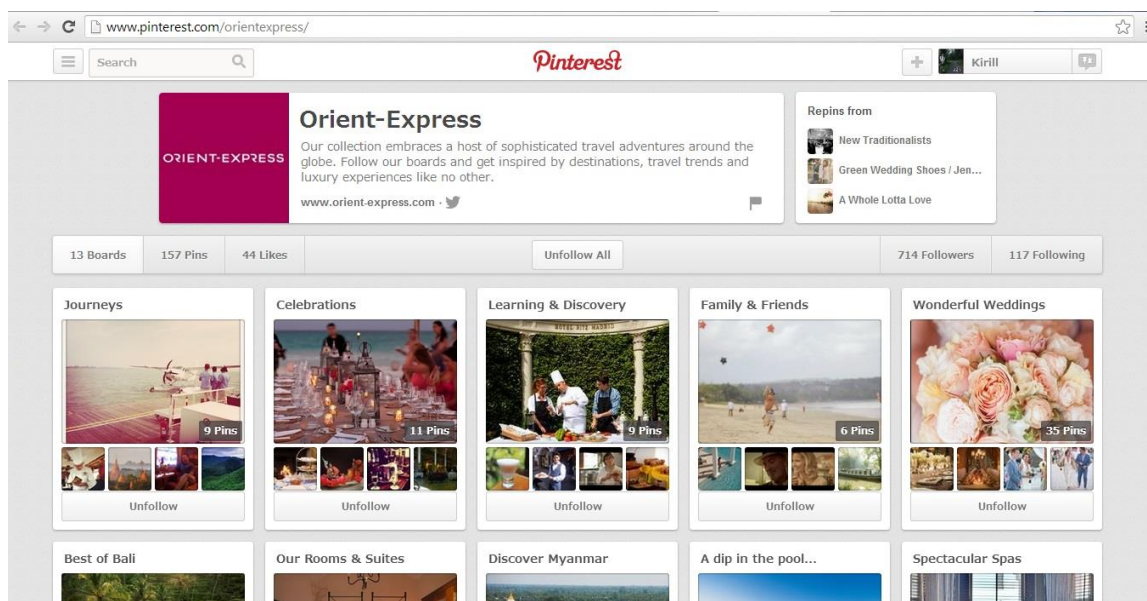 www.pinterest.com/orientexpress/
Search
Pinterest
Kirill
ORIENT-EXPRESS
Orient-Express
Our collection embraces a host of sophisticated travel adventures around the
globe. Follow our boards and get inspired by destinations, travel trends and
luxury experiences like no other.
www.orient-express.com ·
Repins from
New Traditionalists
Green Wedding Shoes / Jen...
A Whole Lotta Love
13 Boards 157 Pins 44 Likes Unfollow All 714 Followers 117 Following
Journeys Celebrations Learning & Discovery Family & Friends Wonderful Weddings
HOTEL RITZ MADRID
9 Pins 11 Pins 9 Pins 6 Pins 35 Pins
Unfollow Unfollow Unfollow Unfollow Unfollow
Best of Bali Our Rooms & Suites Discover Myanmar A dip in the pool... Spectacular Spas